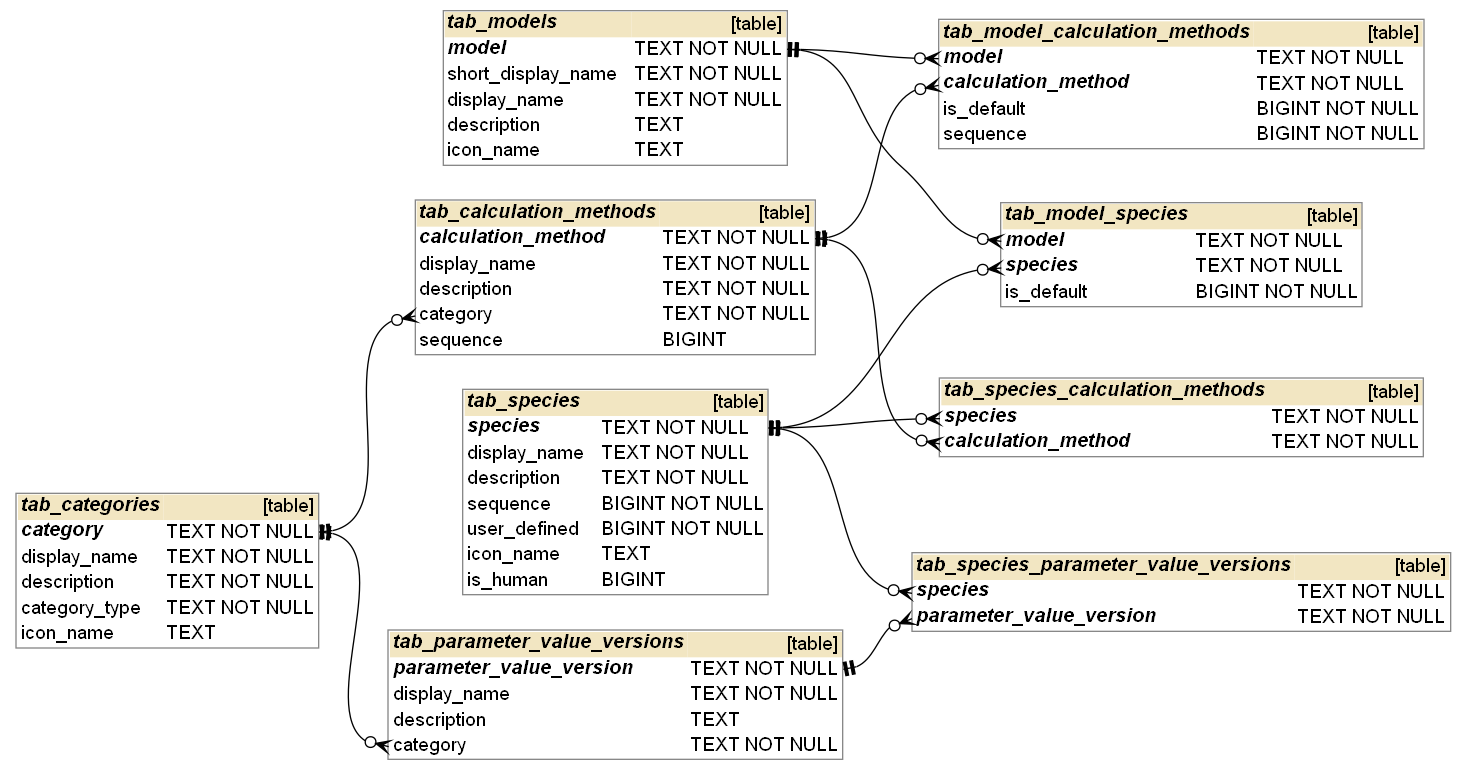 tab_models [table]
model TEXT NOT NULL
short_display_name TEXT NOT NULL
display_name TEXT NOT NULL
description TEXT
icon_name TEXT
tab_model_calculation_methods [table]
model TEXT NOT NULL
calculation_method TEXT NOT NULL
is_default BIGINT NOT NULL
sequence BIGINT NOT NULL
tab_calculation_methods [table]
calculation_method TEXT NOT NULL
display_name TEXT NOT NULL
description TEXT NOT NULL
category TEXT NOT NULL
sequence BIGINT
tab_model_species [table]
model TEXT NOT NULL
species TEXT NOT NULL
is_default BIGINT NOT NULL
tab_species [table]
species TEXT NOT NULL
display_name TEXT NOT NULL
description TEXT NOT NULL
sequence BIGINT NOT NULL
user_defined BIGINT NOT NULL
icon_name TEXT
is_human BIGINT
tab_species_calculation_methods [table]
species TEXT NOT NULL
calculation_method TEXT NOT NULL
tab_categories [table]
category TEXT NOT NULL
display_name TEXT NOT NULL
description TEXT NOT NULL
category_type TEXT NOT NULL
icon_name TEXT
tab_species_parameter_value_versions [table]
species TEXT NOT NULL
parameter_value_version TEXT NOT NULL
tab_parameter_value_versions [table]
parameter_value_version TEXT NOT NULL
display_name TEXT NOT NULL
description TEXT
category TEXT NOT NULL